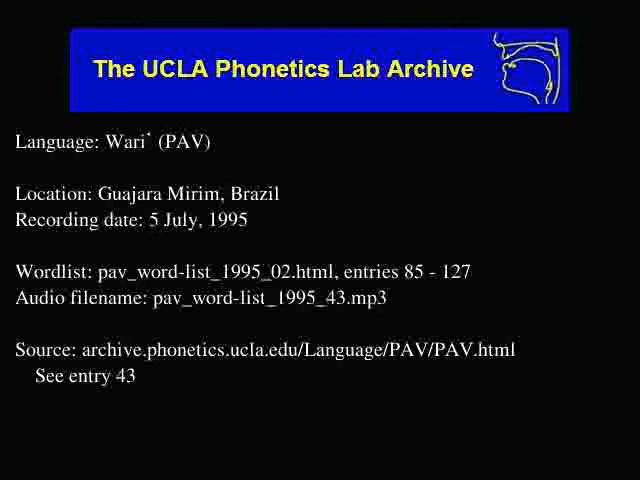 The UCLA Phonetics Lab Archive
Language: Wari` (PAV)
Location: Guajara Mirim, Brazil
Recording date: 5 July, 1995
Wordlist: pav_word-list_1995_02.html, entries 85 - 127
Audio filename: pav_word-list_1995_43.mp3
Source: archive.phonetics.ucla.edu/Language/PAV/PAV.html
See entry 43